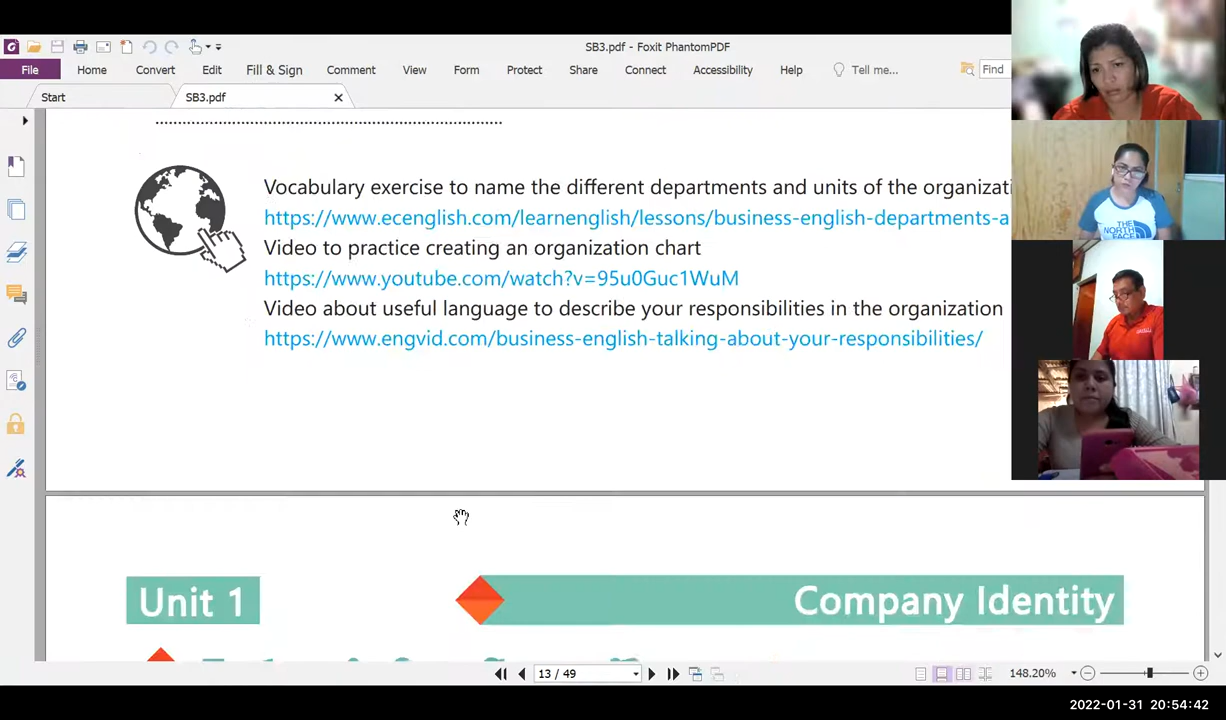 SB3.pdf - Foxit PhantomPDF
File Home Convert Edit Fill & Sign Comment View Form Protect Share Connect Accessibility Help Tell me... Find
Start SB3.pdf
Vocabulary exercise to name the different departments and units of the organizati
https://www.ecenglish.com/learnenglish/lessons/business-english-departments-a
Video to practice creating an organization chart
https://www.youtube.com/watch?v=95u0Guc1WuM
Video about useful language to describe your responsibilities in the organization
https://www.engvid.com/business-english-talking-about-your-responsibilities/
THE
NORTH
FACE
Unit 1 Company Identity
13 / 49 148.20%
2022-01-31 20:54:42